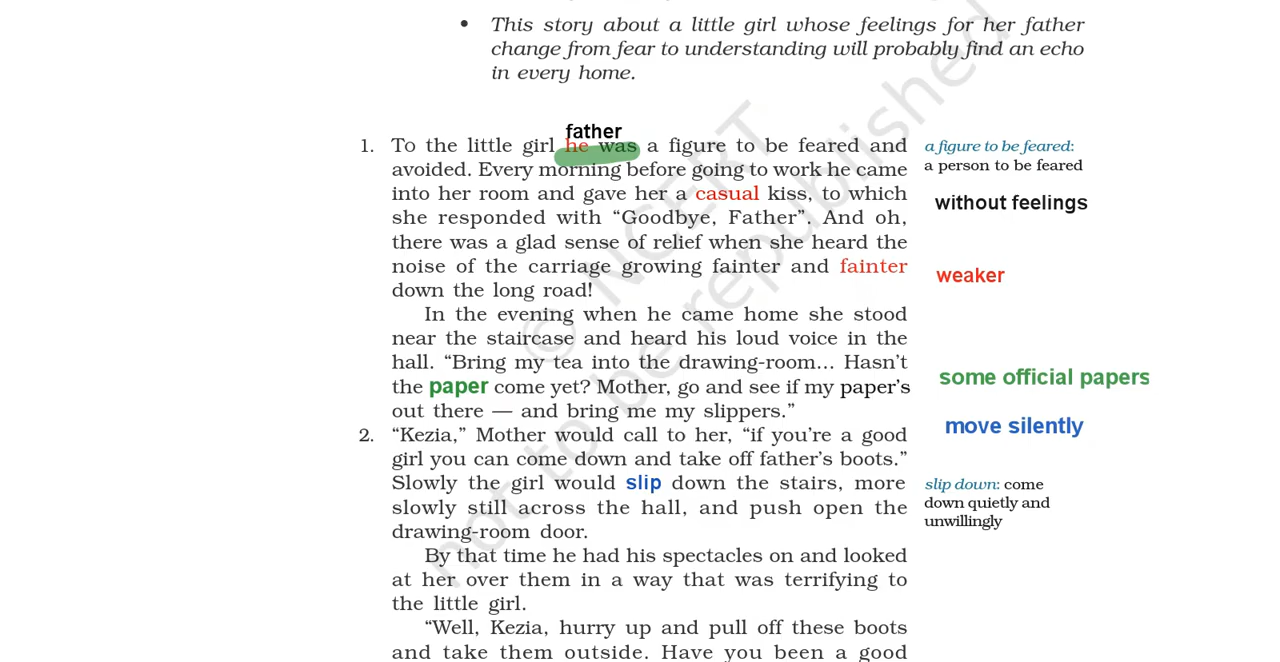 • This story about a little girl whose feelings for her father
change from fear to understanding will probably find an echo
in every home.
father
1. To the little girl he was a figure to be feared and
avoided. Every morning before going to work he came
into her room and gave her a casual kiss, to which
she responded with “Goodbye, Father”. And oh,
there was a glad sense of relief when she heard the
noise of the carriage growing fainter and fainter
down the long road!
In the evening when he came home she stood
near the staircase and heard his loud voice in the
hall. “Bring my tea into the drawing-room... Hasn’t
the paper come yet? Mother, go and see if my paper’s
out there — and bring me my slippers.”
2. “Kezia,” Mother would call to her, “if you’re a good
girl you can come down and take off father’s boots.”
Slowly the girl would slip down the stairs, more
slowly still across the hall, and push open the
drawing-room door.
By that time he had his spectacles on and looked
at her over them in a way that was terrifying to
the little girl.
“Well, Kezia, hurry up and pull off these boots
and take them outside. Have you been a good
a figure to be feared:
a person to be feared
without feelings
weaker
some official papers
move silently
slip down: come
down quietly and
unwillingly
© NCERT
not to be republished